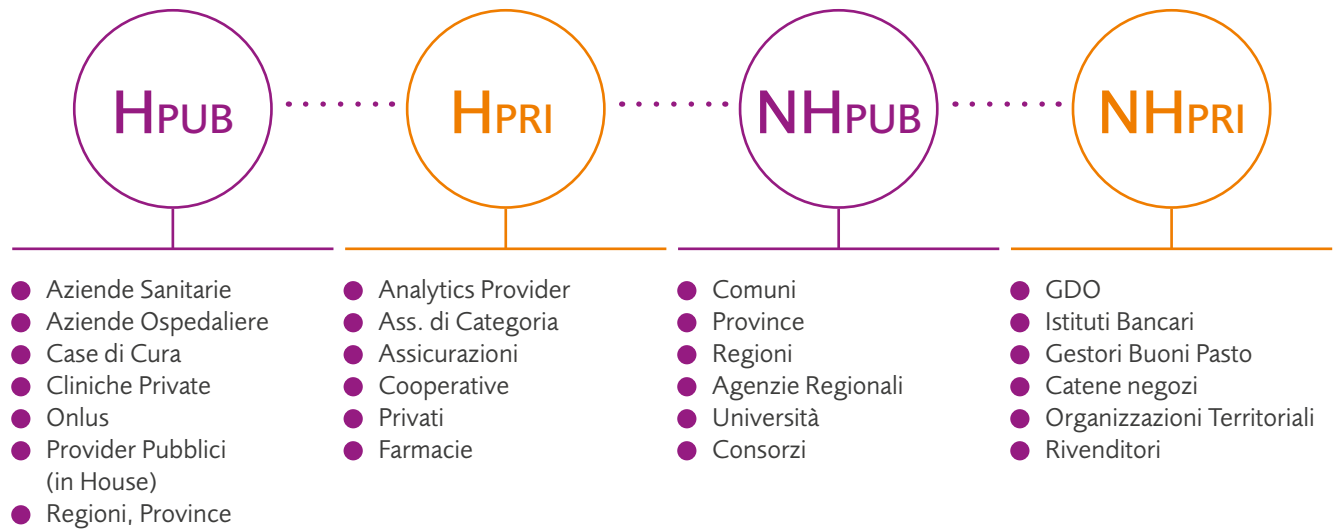 HPUB
Aziende Sanitarie
Aziende Ospedaliere
Case di Cura
Cliniche Private
Onlus
Provider Pubblici
(in House)
Regioni, Province
HPRI
Analytics Provider
Ass. di Categoria
Assicurazioni
Cooperative
Privati
Farmacie
NHPUB
Comuni
Province
Regioni
Agenzie Regionali
Università
Consorzi
NHPRI
GDO
Istituti Bancari
Gestori Buoni Pasto
Catene negozi
Organizzazioni Territoriali
Rivenditori